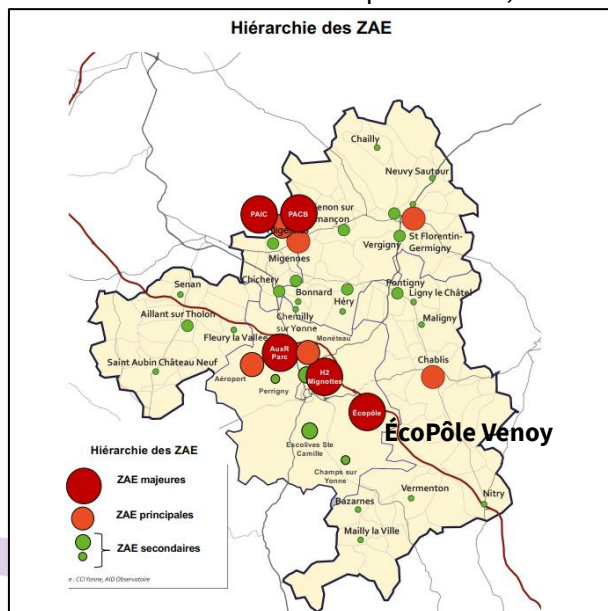 Hiérarchie des ZAE
Chailly
Neuvy Sautour
PAIC
PACB
St Florentin-
Germigny
Vergigny
Migennes
Chichery
Pontigny
Senan
Bonnard
Héry
Ligny le Châtel
Aillant sur Tholon
Chemilly
sur Yonne
Maligny
Fleury la Vallée
Monéteau
AuxR
Parc
Saint Aubin Château Neuf
Aéroport
Chablis
H2
Mignottes
Perrigny
Écopôle
ÉcoPôle Venoy
Escolives Ste
Camille
Hiérarchie des ZAE
ZAE majeures
Champs sur
Yonne
Vermenton
Nitry
Bazarnes
ZAE principales
Mailly la Ville
ZAE secondaires
e : CCI Yonne, AID Observatoire